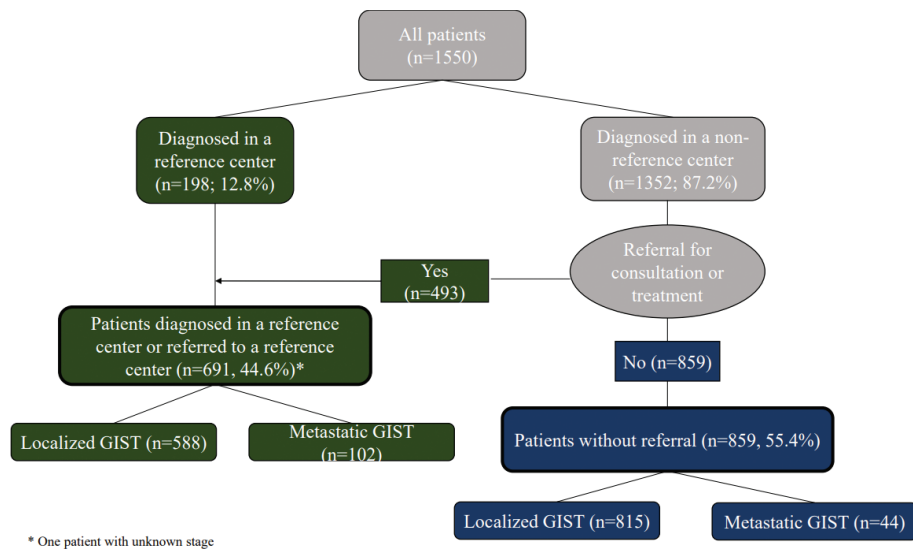 All patients
(n=1550)
Diagnosed in a
reference center
(n=198; 12.8%)
Diagnosed in a non-
reference center
(n=1352; 87.2%)
Referral for
consultation or
treatment
Yes
(n=493)
Patients diagnosed in a reference
center or referred to a reference
center (n=691, 44.6%)*
No (n=859)
Localized GIST (n=588)
Metastatic GIST
(n=102)
Patients without referral (n=859, 55.4%)
Localized GIST (n=815)
Metastatic GIST (n=44)
* One patient with unknown stage